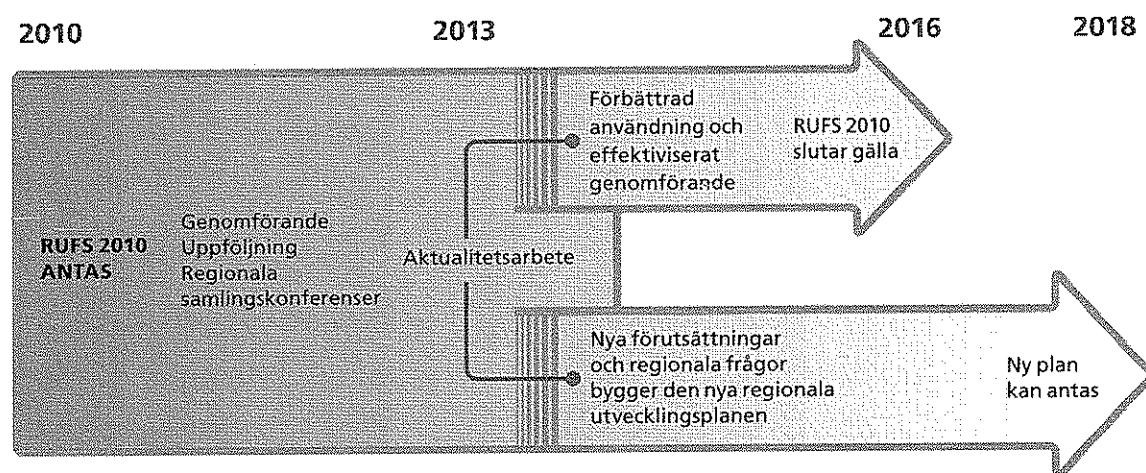 2010
2013
2016
2018
Förbättrad
användning och
effektiviserat
genomförande
RUFS 2010
slutar gälla
RUFS 2010
ANTAS
Genomförande
Uppföljning
Regionala
samlingskonferenser
Aktualitetsarbete
Nya förutsättningar
och regionala frågor
bygger den nya regionala
utvecklingsplanen
Ny plan
kan antas